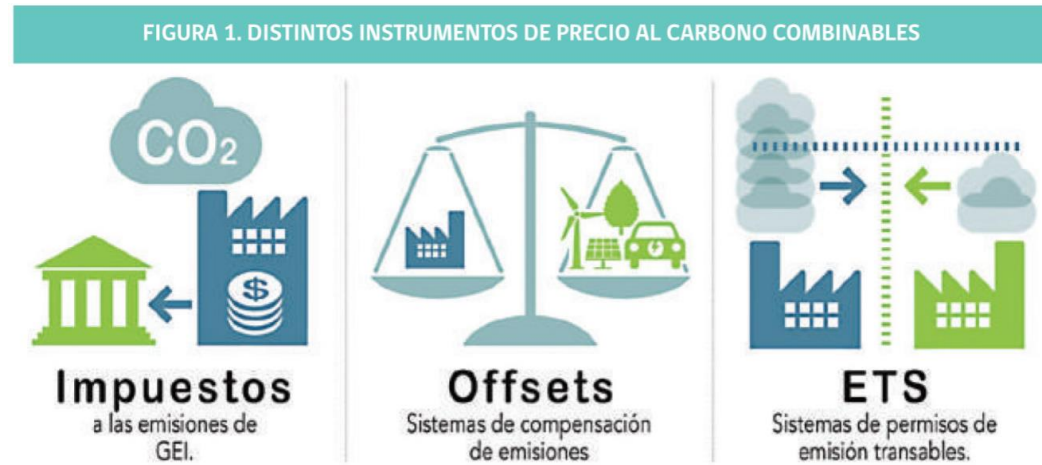 FIGURA 1. DISTINTOS INSTRUMENTOS DE PRECIO AL CARBONO COMBINABLES
CO₂
$
Impuestos
a las emisiones de
GEI.
Offsets
Sistemas de compensación
de emisiones
ETS
Sistemas de permisos de
emisión transables.